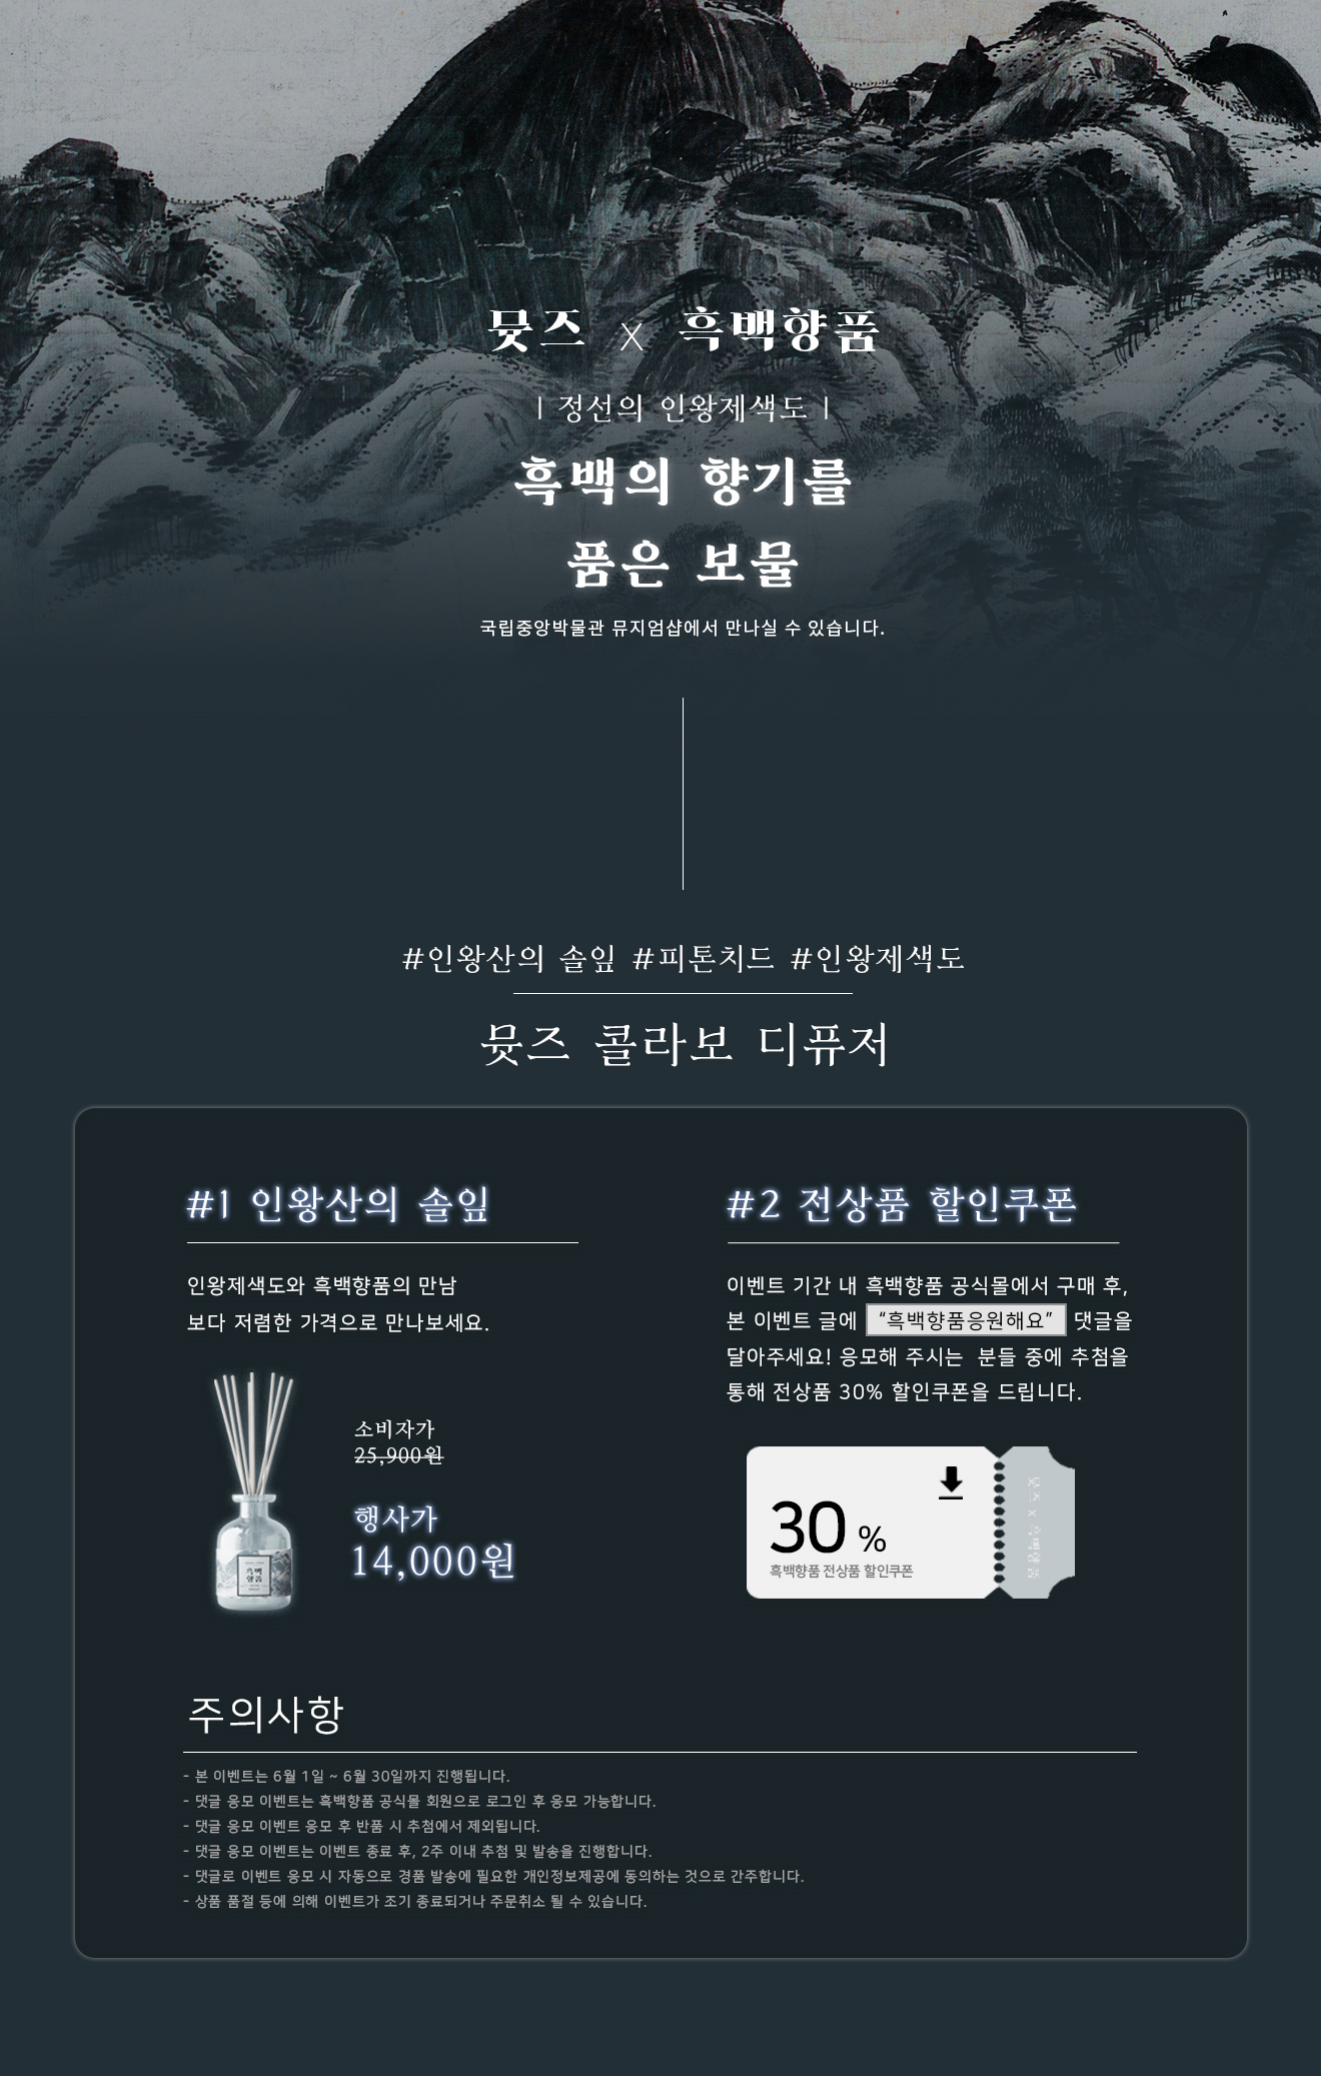 뮷즈 X 흑백향품
| 정선의 인왕제색도 |
흑백의 향기를
품은 보물
국립중앙박물관 뮤지엄샵에서 만나실 수 있습니다.
#인왕산의 솔잎 #피톤치드 #인왕제색도
뮷즈 콜라보 디퓨저
#1 인왕산의 솔잎
인왕제색도와 흑백향품의 만남
보다 저렴한 가격으로 만나보세요.
흑백
향품
소비자가
25,900원
행사가
14,000원
#2 전상품 할인쿠폰
이벤트 기간 내 흑백향품 공식몰에서 구매 후,
본 이벤트 글에 “흑백향품응원해요” 댓글을
달아주세요! 응모해 주시는 분들 중에 추첨을
통해 전상품 30% 할인쿠폰을 드립니다.
30 %
흑백향품 전상품 할인쿠폰
뮷즈 X 흑백향품
주의사항
- 본 이벤트는 6월 1일 ~ 6월 30일까지 진행됩니다.
- 댓글 응모 이벤트는 흑백향품 공식몰 회원으로 로그인 후 응모 가능합니다.
- 댓글 응모 이벤트 응모 후 반품 시 추첨에서 제외됩니다.
- 댓글 응모 이벤트는 이벤트 종료 후, 2주 이내 추첨 및 발송을 진행합니다.
- 댓글로 이벤트 응모 시 자동으로 경품 발송에 필요한 개인정보제공에 동의하는 것으로 간주합니다.
- 상품 품절 등에 의해 이벤트가 조기 종료되거나 주문취소 될 수 있습니다.